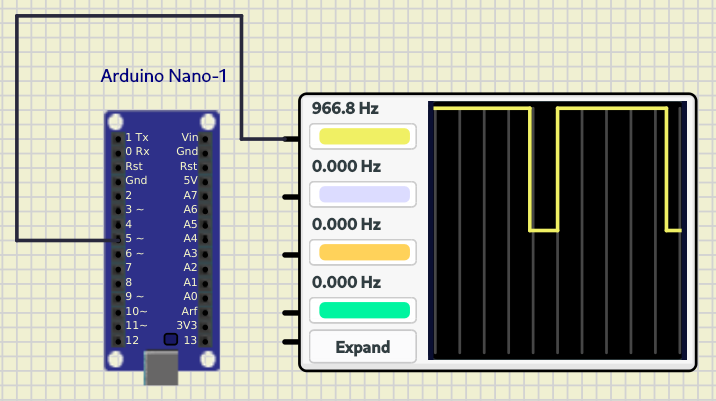 Arduino Nano-1
1 Tx Vin
0 Rx Gnd
Rst Rst
Gnd 5V
2 A7
3 ~ A6
4 A5
5 ~ A4
6 ~ A3
7 A2
8 A1
9 ~ A0
10~ Arf
11~ 3V3
12 13
966.8 Hz
0.000 Hz
0.000 Hz
0.000 Hz
Expand